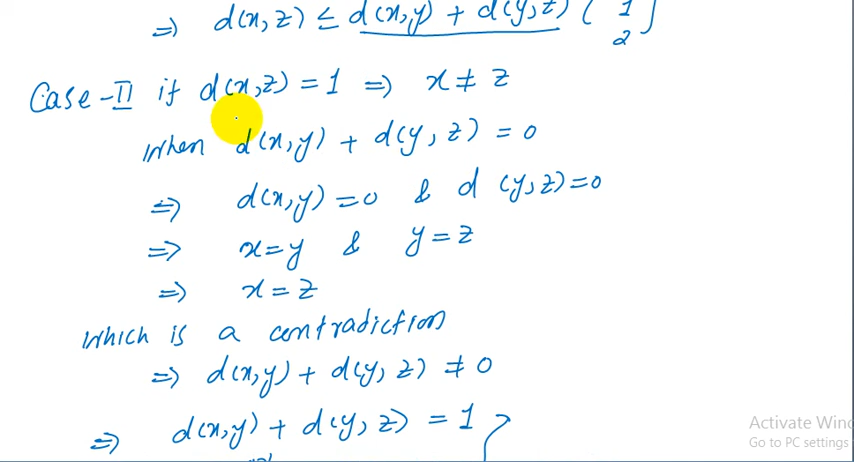 ⇒ d(x,z) ≤ d(x,y) + d(y,z) { 1 2 }
Case-II if d(x,z) = 1 ⇒ x ≠ z
when d(x,y) + d(y,z) = 0
⇒ d(x,y) = 0 & d(y,z) = 0
⇒ x = y & y = z
⇒ x = z
which is a contradiction
⇒ d(x,y) + d(y,z) ≠ 0
⇒ d(x,y) + d(y,z) = 1
Activate Wind
Go to PC settings